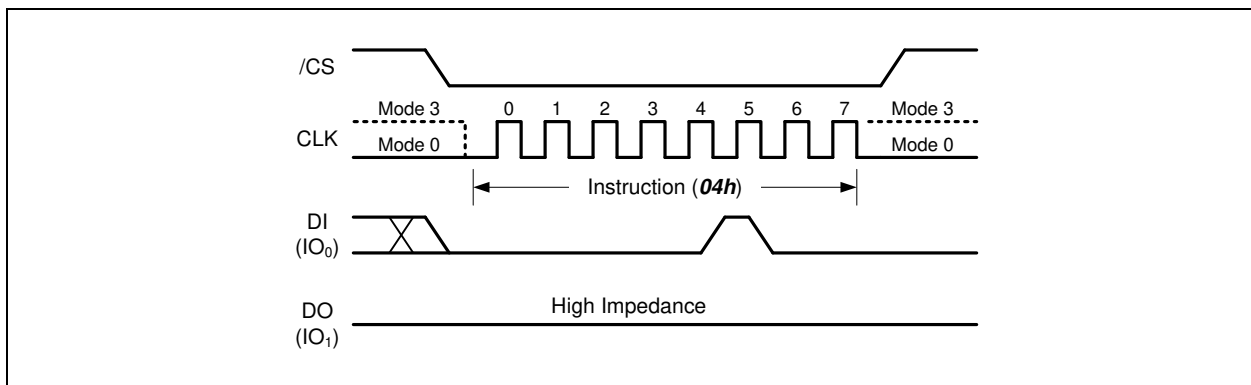 /CS
Mode 3 0 1 2 3 4 5 6 7 Mode 3
CLK
Mode 0 Mode 0
Instruction (04h)
DI
(IO0)
High Impedance
DO
(IO1)